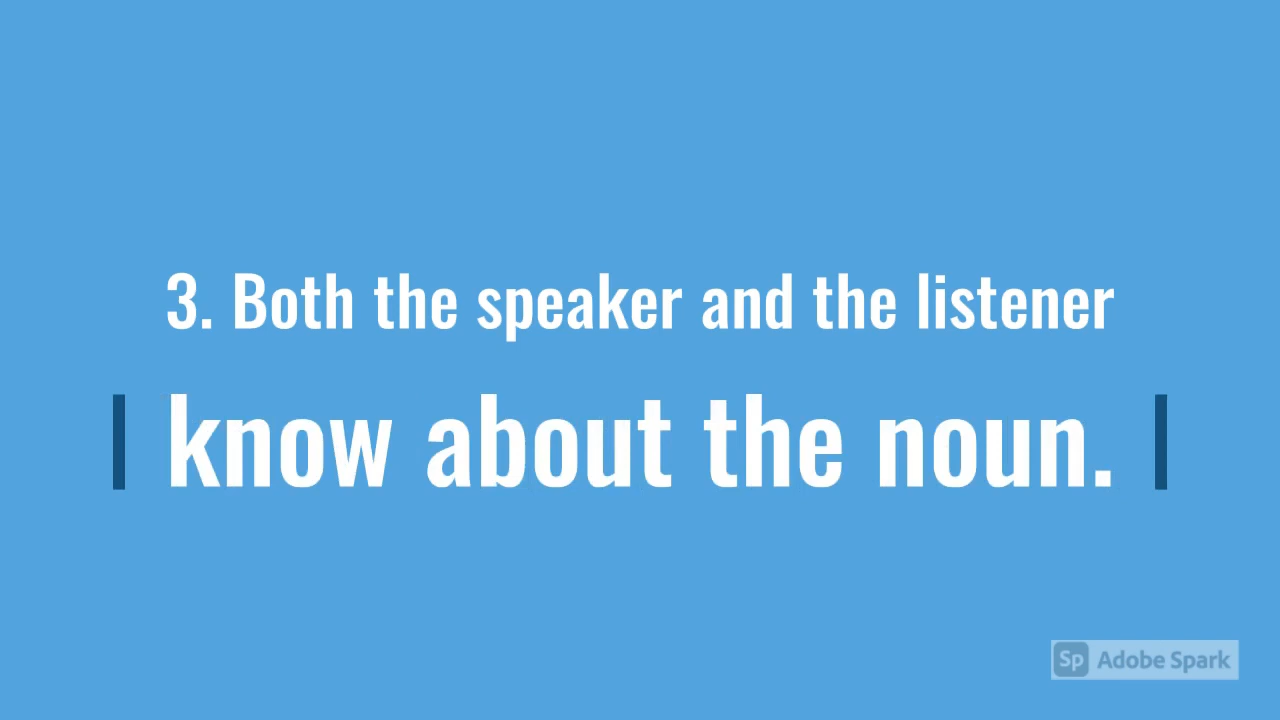 3. Both the speaker and the listener
know about the noun.
Sp Adobe Spark